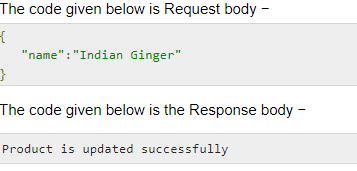 The code given below is Request body −
{
"name":"Indian Ginger"
}
The code given below is the Response body −
Product is updated successfully